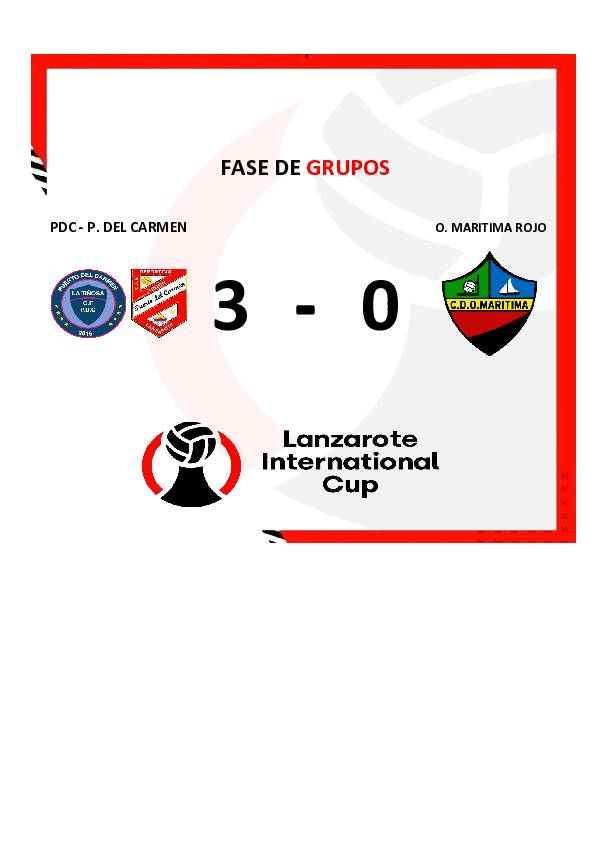 FASE DE GRUPOS
PDC - P. DEL CARMEN
O. MARITIMA ROJO
PUERTO DEL CARMEN
LA TIÑOSA
C.F
2016
Puerto del Carmen
LANZAROTE
3 - 0
C.D.O.MARITIMA
Lanzarote
International
Cup